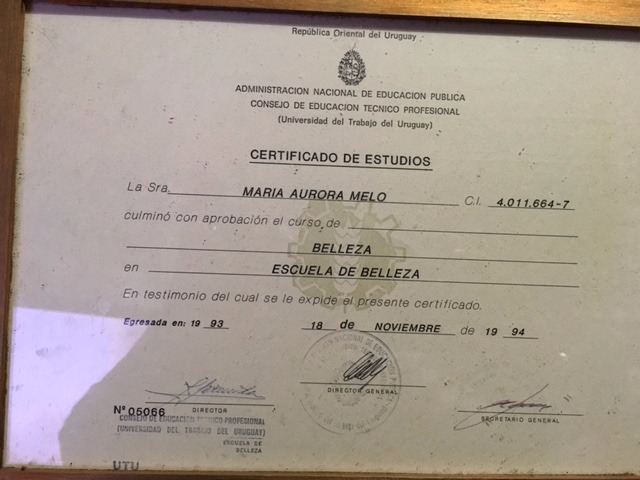 República Oriental del Uruguay
ADMINISTRACION NACIONAL DE EDUCACION PUBLICA
CONSEJO DE EDUCACION TECNICO PROFESIONAL
(Universidad del Trabajo del Uruguay)
CERTIFICADO DE ESTUDIOS
La Sra. MARIA AURORA MELO C.I. 4.011.664-7
culminó con aprobación el curso de
BELLEZA
en ESCUELA DE BELLEZA
En testimonio del cual se le expide el presente certificado.
Egresada en: 19 93 18 de NOVIEMBRE de 19 94
DIRECTOR GENERAL
Nº 05066 DIRECTOR SECRETARIO GENERAL
CONSEJO DE EDUCACION TECNICO PROFESIONAL
(UNIVERSIDAD DEL TRABAJO DEL URUGUAY)
ESCUELA DE
BELLEZA
UTU